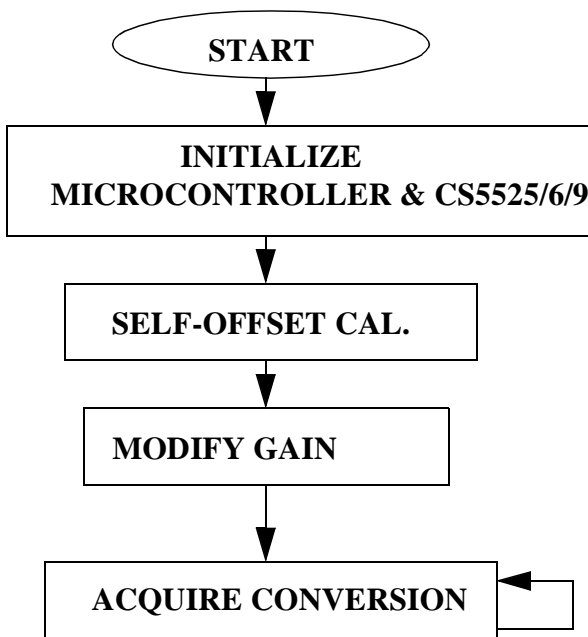 START
INITIALIZE
MICROCONTROLLER & CS5525/6/9
SELF-OFFSET CAL.
MODIFY GAIN
ACQUIRE CONVERSION